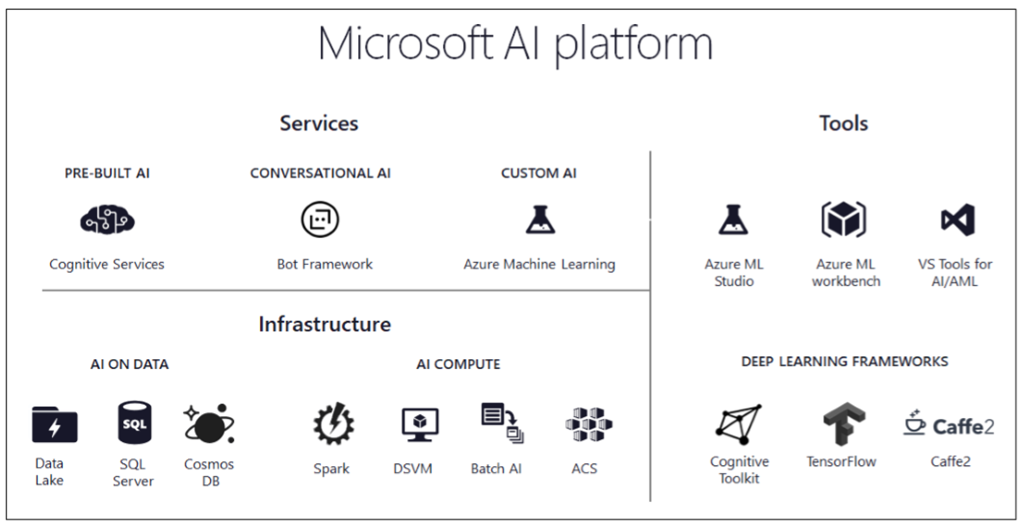 Microsoft AI platform
Services
PRE-BUILT AI
CONVERSATIONAL AI
CUSTOM AI
Cognitive Services
Bot Framework
Azure Machine Learning
Infrastructure
AI ON DATA
AI COMPUTE
SQL
Data
Lake
SQL
Server
Cosmos
DB
Spark
DSVM
Batch AI
ACS
Tools
Azure ML
Studio
Azure ML
workbench
VS Tools for
AI/AML
DEEP LEARNING FRAMEWORKS
Caffe2
Cognitive
Toolkit
TensorFlow
Caffe2